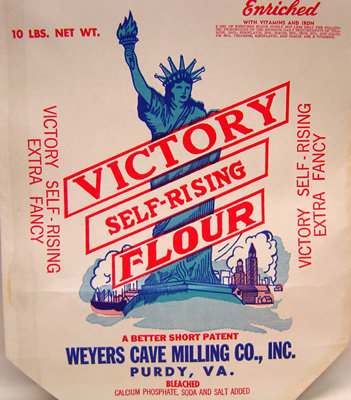 10 LBS. NET WT.
Enriched
WITH VITAMINS AND IRON
VICTORY
SELF-RISING
FLOUR
VICTORY SELF-RISING
EXTRA FANCY
VICTORY SELF-RISING
EXTRA FANCY
A BETTER SHORT PATENT
WEYERS CAVE MILLING CO., INC.
PURDY, VA.
BLEACHED
CALCIUM PHOSPHATE, SODA AND SALT ADDED